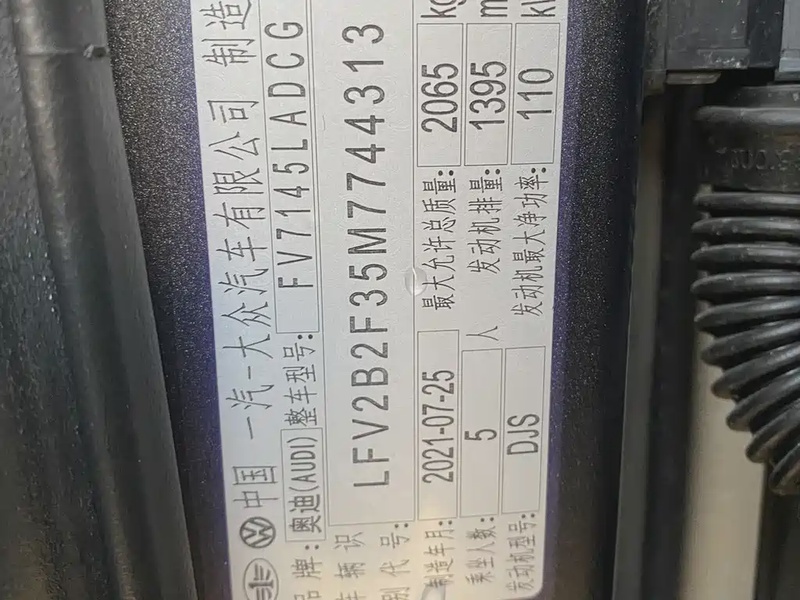 中国 一汽-大众汽车有限公司 制造
品牌: 奥迪(AUDI) 整车型号: FV7145LADCG
车辆识别代号: LFV2B2F35M7744313
制造年月: 2021-07-25 最大允许总质量: 2065 kg
乘坐人数: 5 人 发动机排量: 1395 m
发动机型号: DJS 发动机最大净功率: 110 k